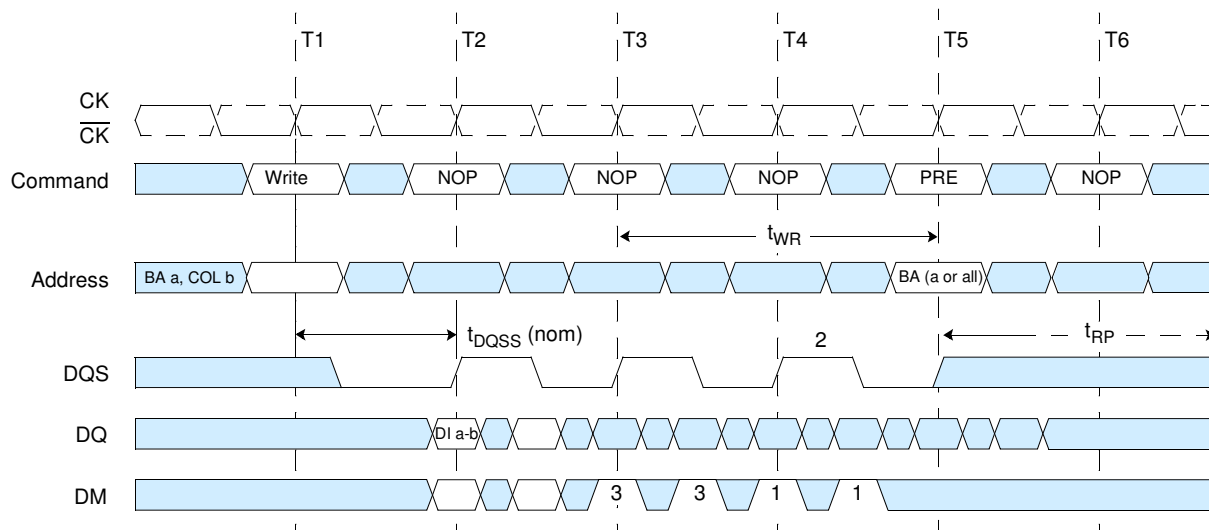 T1 T2 T3 T4 T5 T6
CK
CK
Command Write NOP NOP NOP PRE NOP
tWR
Address BA a, COL b BA (a or all)
tDQSS (nom) 2 tRP
DQS
DQ DI a-b
DM 3 3 1 1